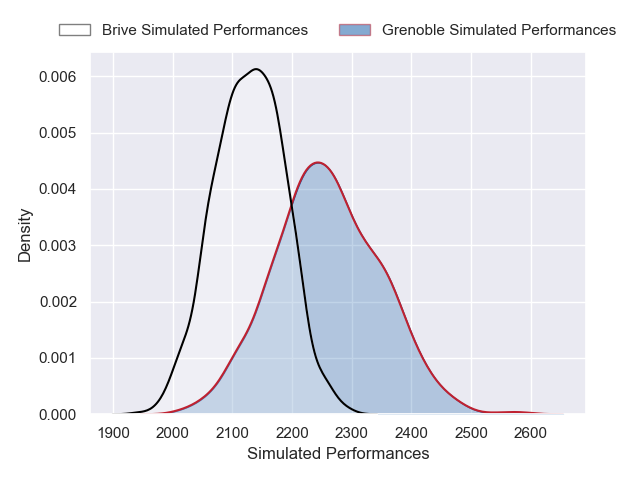 Brive Simulated Performances Grenoble Simulated Performances
0.006
0.005
0.004
0.003
0.002
0.001
0.000
Density
1900 2000 2100 2200 2300 2400 2500 2600
Simulated Performances